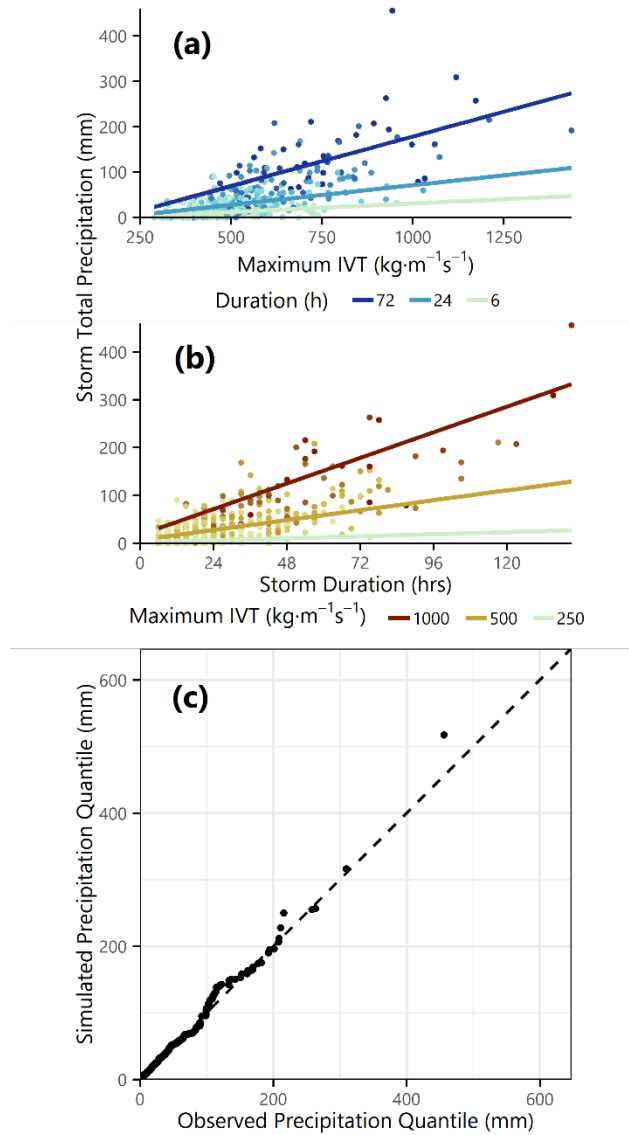 (a)
Storm Total Precipitation (mm)
400
300
200
100
0
250
500
750
1000
1250
Maximum IVT (kg·m⁻¹s⁻¹)
Duration (h) 72 24 6
(b)
400
300
200
100
0
0
24
48
72
96
120
Storm Duration (hrs)
Maximum IVT (kg·m⁻¹s⁻¹) 1000 500 250
(c)
Simulated Precipitation Quantile (mm)
600
400
200
0
0
200
400
600
Observed Precipitation Quantile (mm)